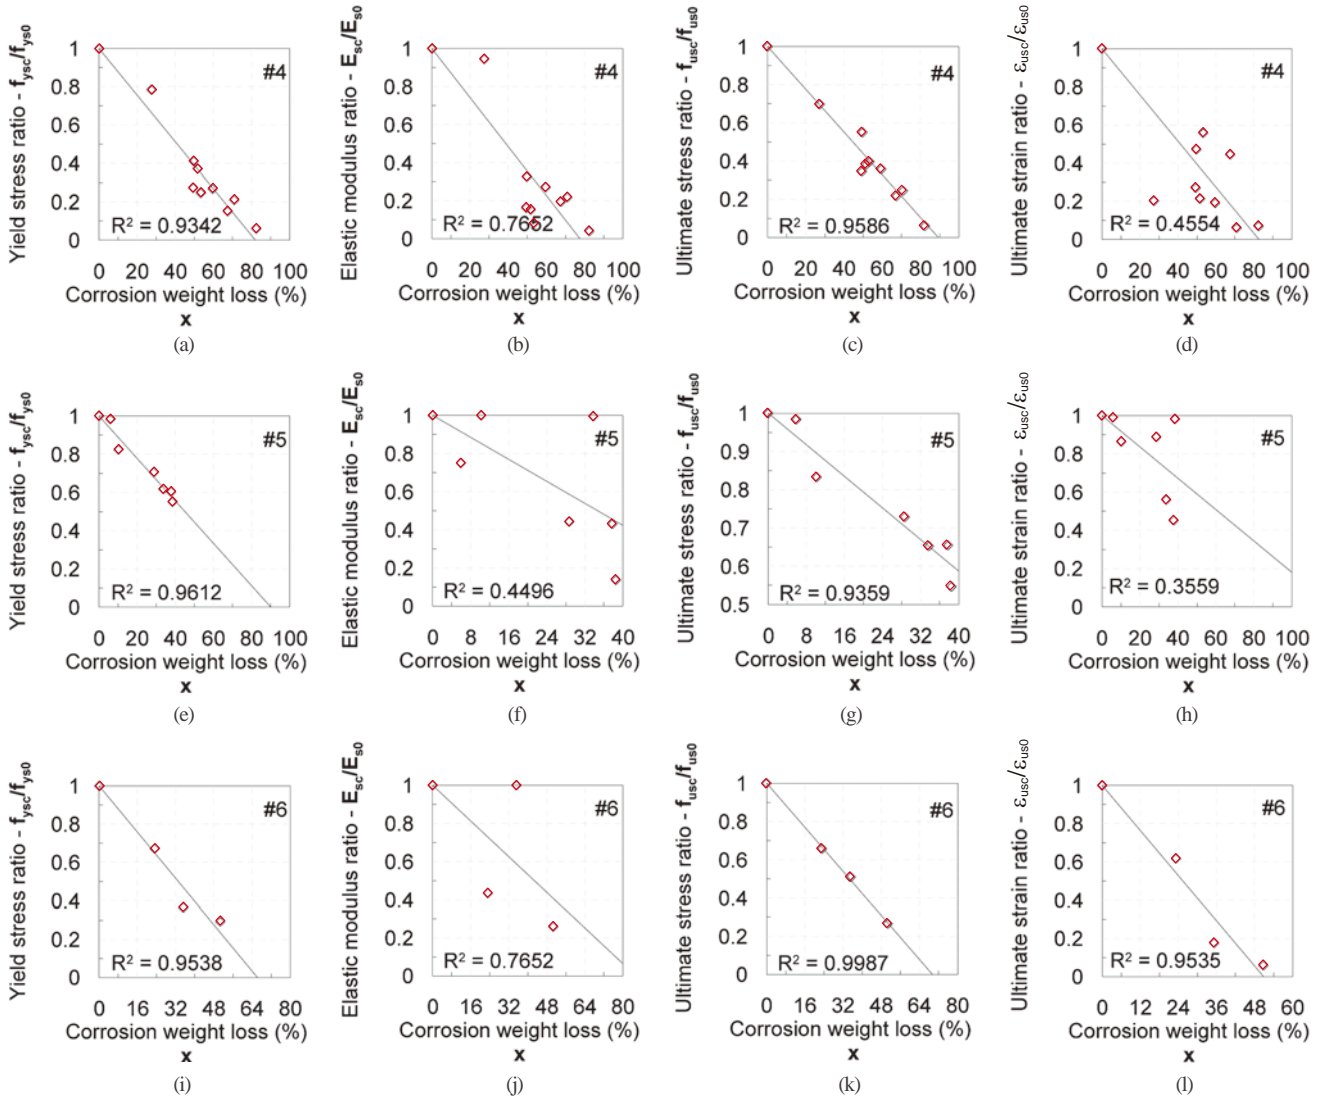 Yield stress ratio - fysc/fys0
1
0.8
0.6
0.4
0.2
0
#4
R² = 0.9342
0 20 40 60 80 100
Corrosion weight loss (%)
x
(a)
Elastic modulus ratio - Esc/Es0
1
0.8
0.6
0.4
0.2
0
#4
R² = 0.7652
0 20 40 60 80 100
Corrosion weight loss (%)
x
(b)
Ultimate stress ratio - fusc/fus0
1
0.8
0.6
0.4
0.2
0
#4
R² = 0.9586
0 20 40 60 80 100
Corrosion weight loss (%)
x
(c)
Ultimate strain ratio - εusc/εus0
1
0.8
0.6
0.4
0.2
0
#4
R² = 0.4554
0 20 40 60 80 100
Corrosion weight loss (%)
x
(d)
Yield stress ratio - fysc/fys0
1
0.8
0.6
0.4
0.2
0
#5
R² = 0.9612
0 20 40 60 80 100
Corrosion weight loss (%)
x
(e)
Elastic modulus ratio - Esc/Es0
1
0.8
0.6
0.4
0.2
0
#5
R² = 0.4496
0 8 16 24 32 40
Corrosion weight loss (%)
x
(f)
Ultimate stress ratio - fusc/fus0
1
0.9
0.8
0.7
0.6
0.5
#5
R² = 0.9359
0 8 16 24 32 40
Corrosion weight loss (%)
x
(g)
Ultimate strain ratio - εusc/εus0
1
0.8
0.6
0.4
0.2
0
#5
R² = 0.3559
0 20 40 60 80 100
Corrosion weight loss (%)
x
(h)
Yield stress ratio - fysc/fys0
1
0.8
0.6
0.4
0.2
0
#6
R² = 0.9538
0 16 32 48 64 80
Corrosion weight loss (%)
x
(i)
Elastic modulus ratio - Esc/Es0
1
0.8
0.6
0.4
0.2
0
#6
R² = 0.7652
0 16 32 48 64 80
Corrosion weight loss (%)
x
(j)
Ultimate stress ratio - fusc/fus0
1
0.8
0.6
0.4
0.2
0
#6
R² = 0.9987
0 16 32 48 64 80
Corrosion weight loss (%)
x
(k)
Ultimate strain ratio - εusc/εus0
1
0.8
0.6
0.4
0.2
0
#6
R² = 0.9535
0 12 24 36 48 60
Corrosion weight loss (%)
x
(l)